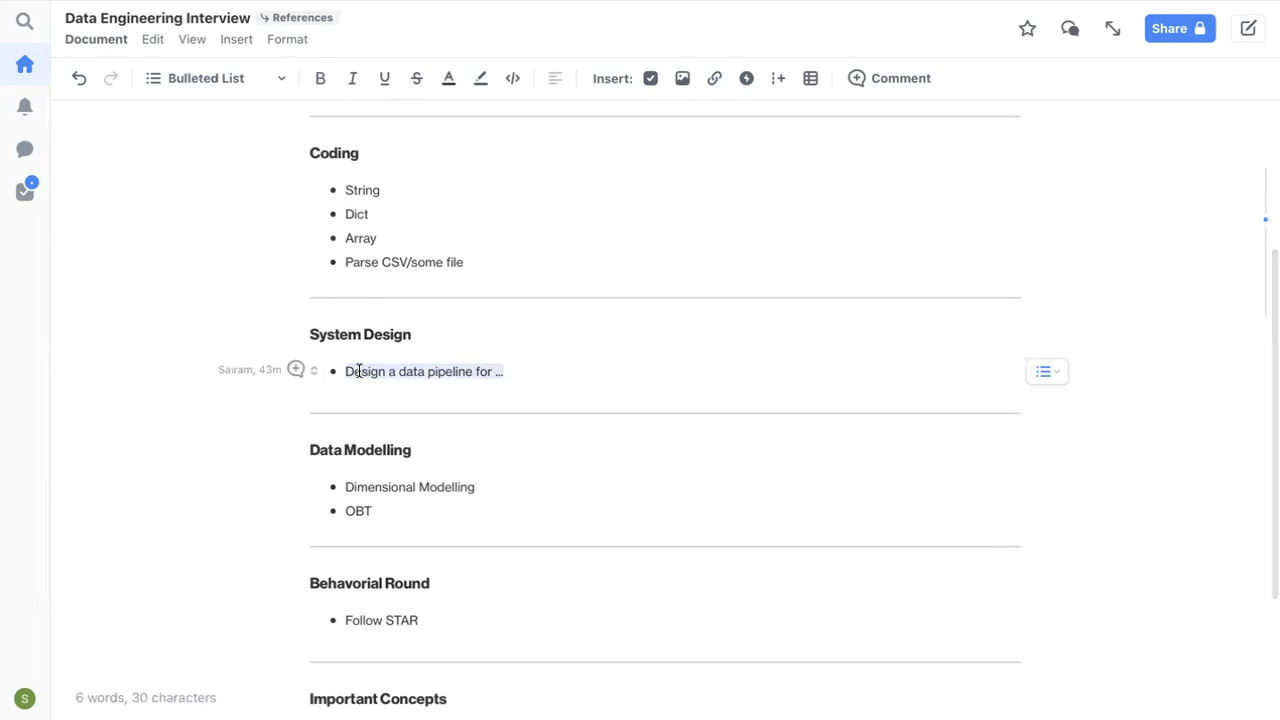 Data Engineering Interview ↳ References
Document Edit View Insert Format
Share
Bulleted List B I U S A </> Insert: Comment
Coding
• String
• Dict
• Array
• Parse CSV/some file
System Design
Sairam, 43m • Design a data pipeline for ...
Data Modelling
• Dimensional Modelling
• OBT
Behavorial Round
• Follow STAR
S 6 words, 30 characters
Important Concepts